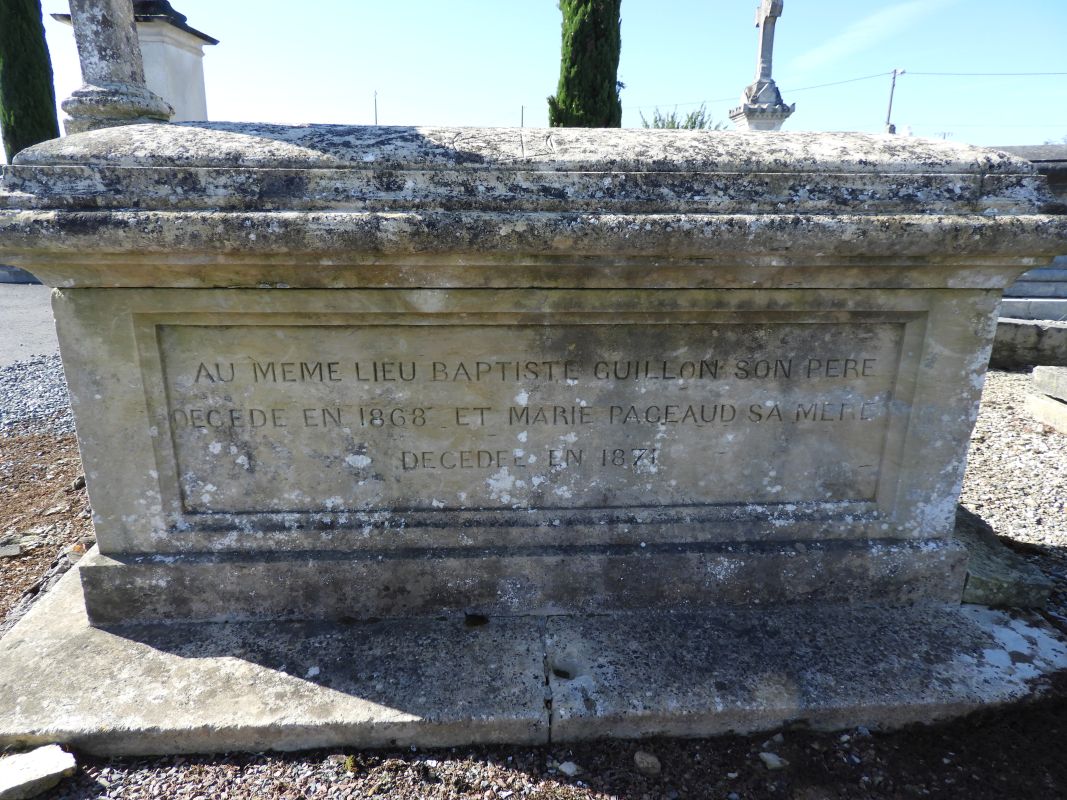 AU MEME LIEU BAPTISTE GUILLON SON PERE
DECEDE EN 1868 ET MARIE PAGEAUD SA MERE
DECEDEE EN 1871